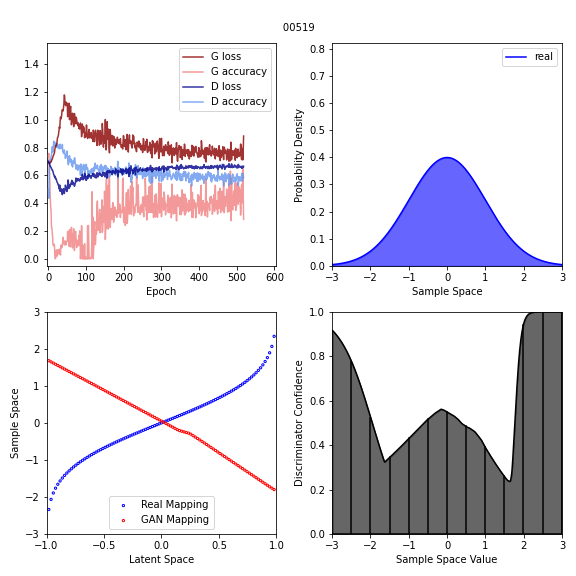 00519
G loss
G accuracy
D loss
D accuracy
1.4
1.2
1.0
0.8
0.6
0.4
0.2
0.0
0 100 200 300 400 500 600
Epoch
real
Probability Density
0.8
0.7
0.6
0.5
0.4
0.3
0.2
0.1
0.0
−3 −2 −1 0 1 2 3
Sample Space
Sample Space
3
2
1
0
−1
−2
−3
Real Mapping
GAN Mapping
−1.0 −0.5 0.0 0.5 1.0
Latent Space
Discriminator Confidence
1.0
0.8
0.6
0.4
0.2
0.0
−3 −2 −1 0 1 2 3
Sample Space Value